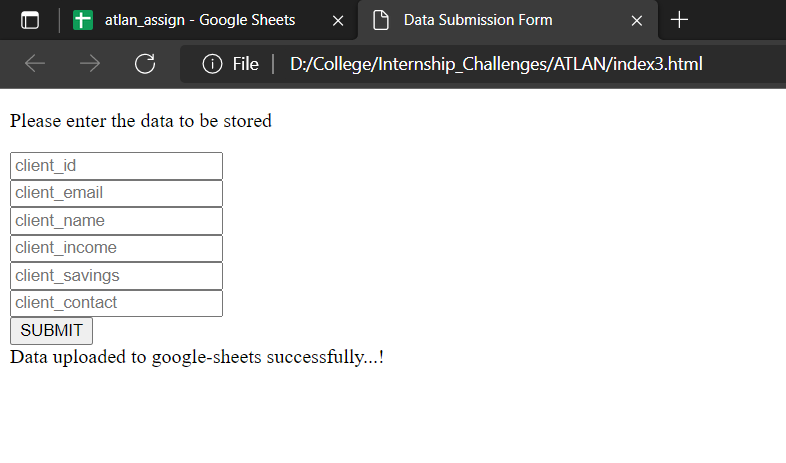 atlan_assign - Google Sheets
Data Submission Form
File
D:/College/Internship_Challenges/ATLAN/index3.html
Please enter the data to be stored
client_id
client_email
client_name
client_income
client_savings
client_contact
SUBMIT
Data uploaded to google-sheets successfully...!